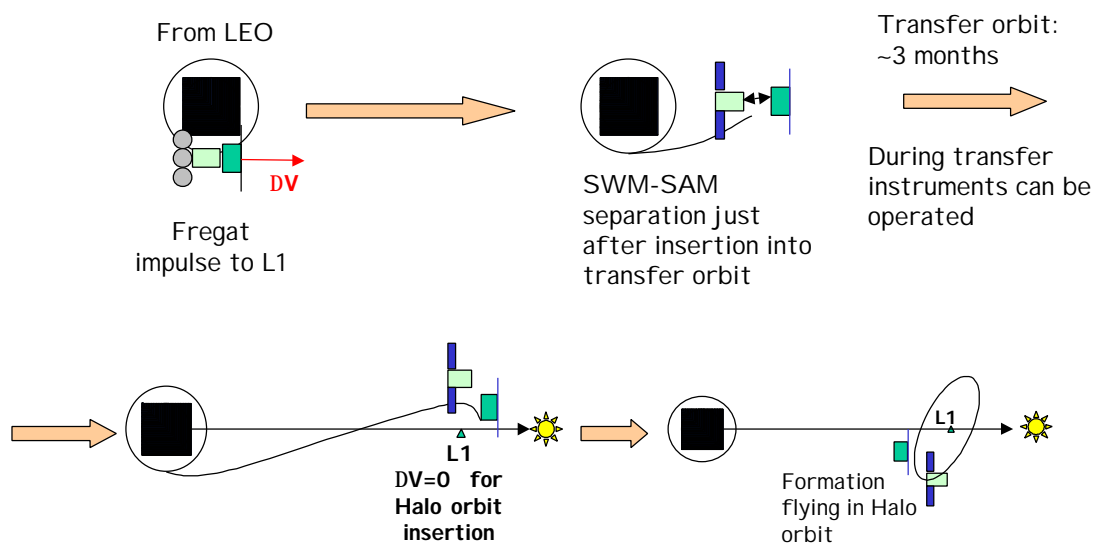 From LEO
DV
Fregat
impulse to L1
SWM-SAM
separation just
after insertion into
transfer orbit
Transfer orbit:
~3 months
During transfer
instruments can be
operated
L1
DV=0 for
Halo orbit
insertion
L1
Formation
flying in Halo
orbit